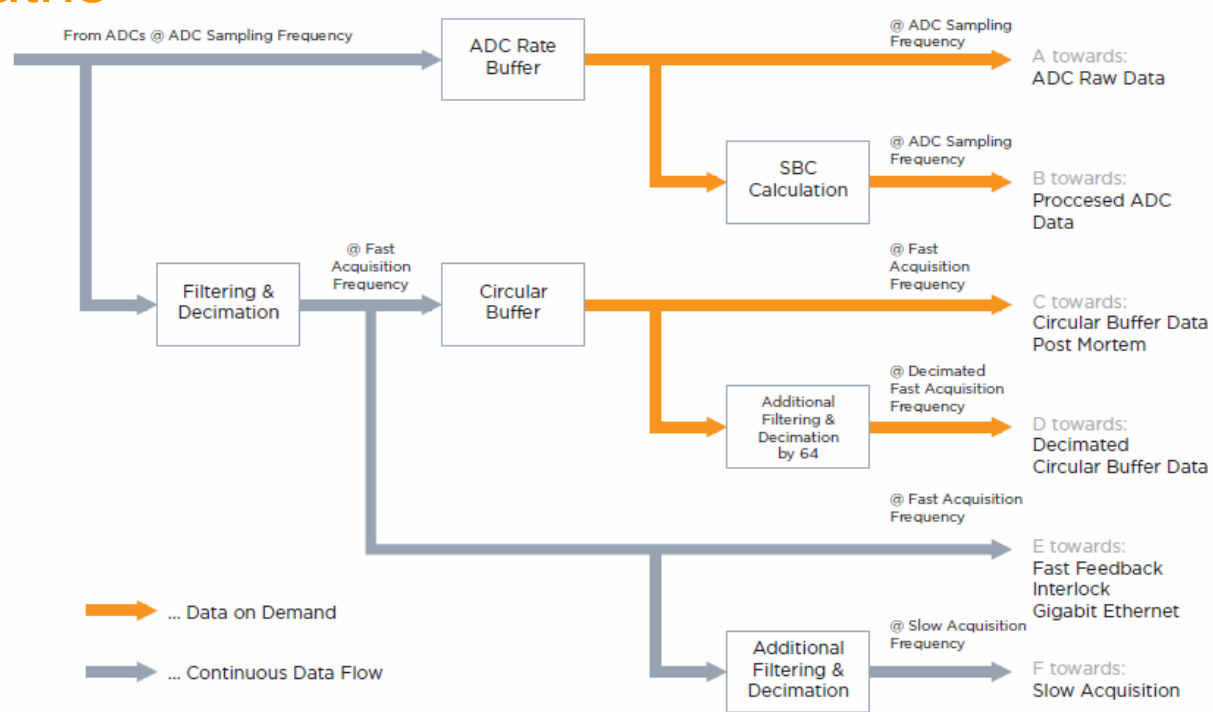 From ADCs @ ADC Sampling Frequency
ADC Rate
Buffer
@ ADC Sampling
Frequency
A towards:
ADC Raw Data
SBC
Calculation
@ ADC Sampling
Frequency
B towards:
Proccesed ADC
Data
Filtering &
Decimation
@ Fast
Acquisition
Frequency
Circular
Buffer
@ Fast
Acquisition
Frequency
C towards:
Circular Buffer Data
Post Mortem
Additional
Filtering &
Decimation
by 64
@ Decimated
Fast Acquisition
Frequency
D towards:
Decimated
Circular Buffer Data
@ Fast Acquisition
Frequency
E towards:
Fast Feedback
Interlock
Gigabit Ethernet
... Data on Demand
... Continuous Data Flow
Additional
Filtering &
Decimation
@ Slow Acquisition
Frequency
F towards:
Slow Acquisition